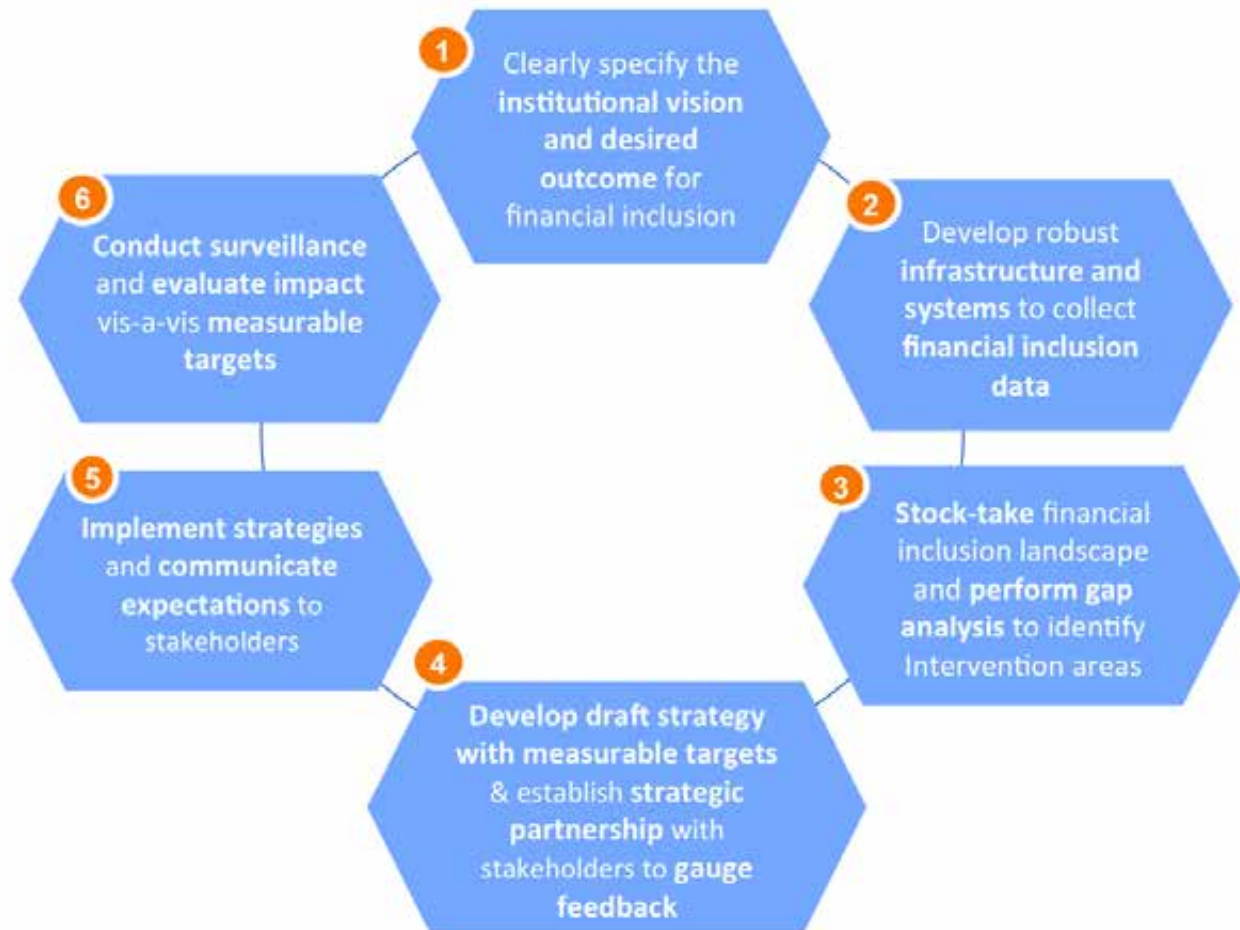 1
Clearly specify the
institutional vision
and desired
outcome for
financial inclusion
2
Develop robust
infrastructure and
systems to collect
financial inclusion
data
3
Stock-take financial
inclusion landscape
and perform gap
analysis to identify
Intervention areas
4
Develop draft strategy
with measurable targets
& establish strategic
partnership with
stakeholders to gauge
feedback
5
Implement strategies
and communicate
expectations to
stakeholders
6
Conduct surveillance
and evaluate impact
vis-a-vis measurable
targets